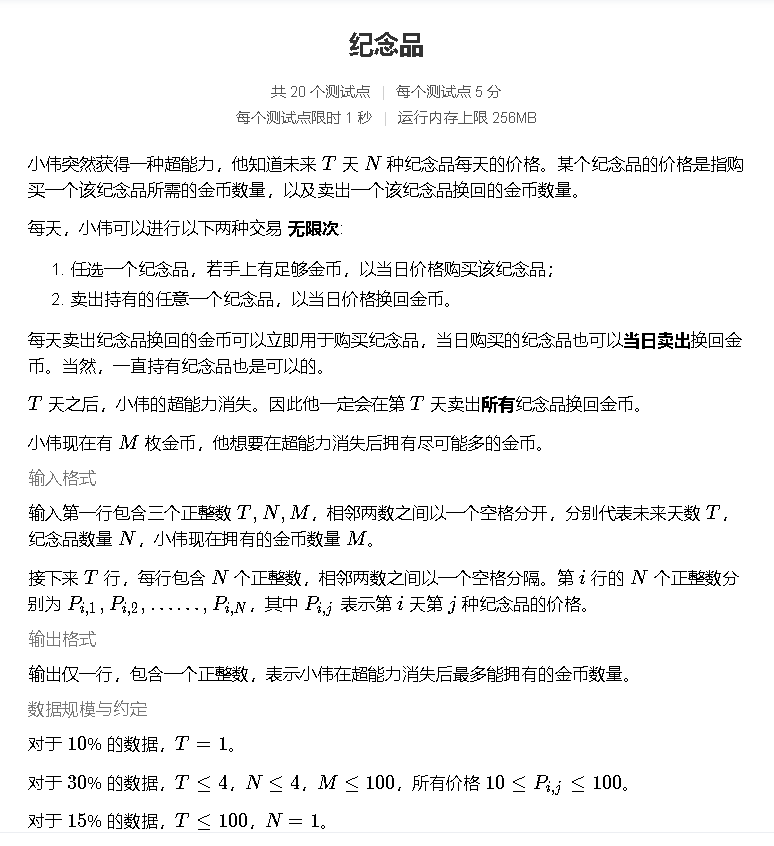 纪念品
共 20 个测试点 | 每个测试点 5 分
每个测试点限时 1 秒 | 运行内存上限 256MB
小伟突然获得一种超能力，他知道未来 T 天 N 种纪念品每天的价格。某个纪念品的价格是指购
买一个该纪念品所需的金币数量，以及卖出一个该纪念品换回的金币数量。
每天，小伟可以进行以下两种交易 无限次:
1. 任选一个纪念品，若手上有足够金币，以当日价格购买该纪念品；
2. 卖出持有的任意一个纪念品，以当日价格换回金币。
每天卖出纪念品换回的金币可以立即用于购买纪念品，当日购买的纪念品也可以当日卖出换回金
币。当然，一直持有纪念品也是可以的。
T 天之后，小伟的超能力消失。因此他一定会在第 T 天卖出所有纪念品换回金币。
小伟现在有 M 枚金币，他想要在超能力消失后拥有尽可能多的金币。
输入格式
输入第一行包含三个正整数 T, N, M，相邻两数之间以一个空格分开，分别代表未来天数 T，
纪念品数量 N，小伟现在拥有的金币数量 M。
接下来 T 行，每行包含 N 个正整数，相邻两数之间以一个空格分隔。第 i 行的 N 个正整数分
别为 P_{i,1}, P_{i,2}, ......, P_{i,N}，其中 P_{i,j} 表示第 i 天第 j 种纪念品的价格。
输出格式
输出仅一行，包含一个正整数，表示小伟在超能力消失后最多能拥有的金币数量。
数据规模与约定
对于 10% 的数据，T = 1。
对于 30% 的数据，T ≤ 4，N ≤ 4，M ≤ 100，所有价格 10 ≤ P_{i,j} ≤ 100。
对于 15% 的数据，T ≤ 100，N = 1。